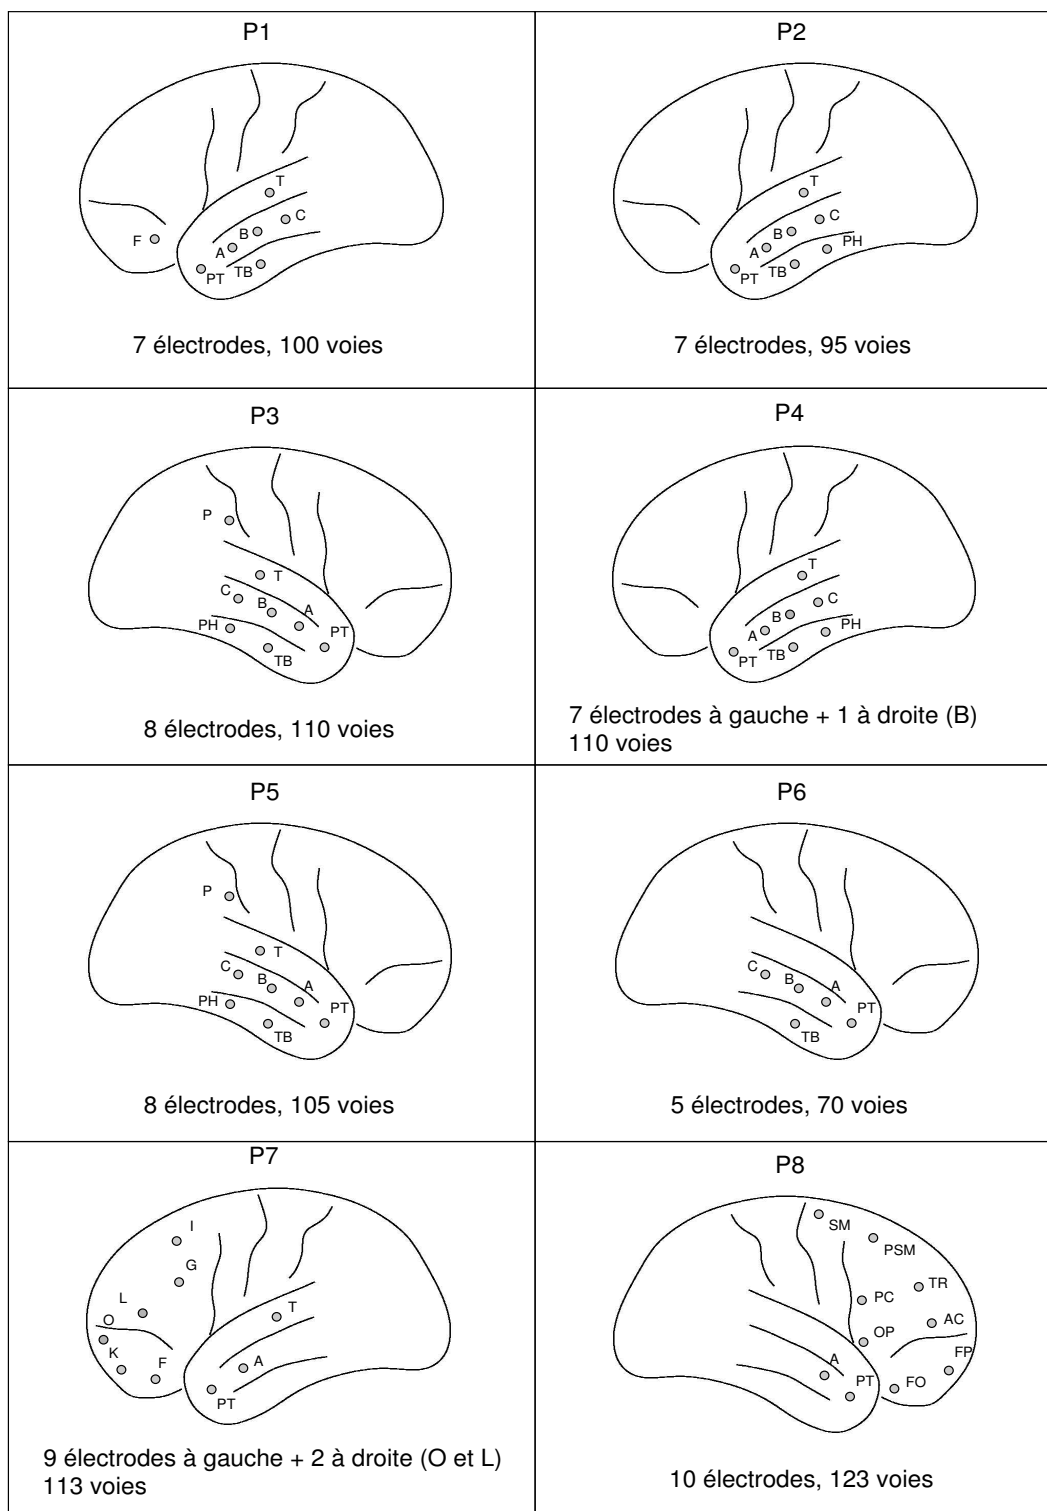 P1
T
C
B
F
A
PT
TB
7 électrodes, 100 voies
P2
T
C
B
A
PH
PT
TB
7 électrodes, 95 voies
P3
P
T
C
B
A
PH
PT
TB
8 électrodes, 110 voies
P4
T
C
B
A
PH
PT
TB
7 électrodes à gauche + 1 à droite (B)
110 voies
P5
P
T
C
B
A
PH
PT
TB
8 électrodes, 105 voies
P6
C
B
A
PT
TB
5 électrodes, 70 voies
P7
I
G
L
O
T
K
F
A
PT
9 électrodes à gauche + 2 à droite (O et L)
113 voies
P8
SM
PSM
TR
PC
AC
OP
A
FP
PT
FO
10 électrodes, 123 voies